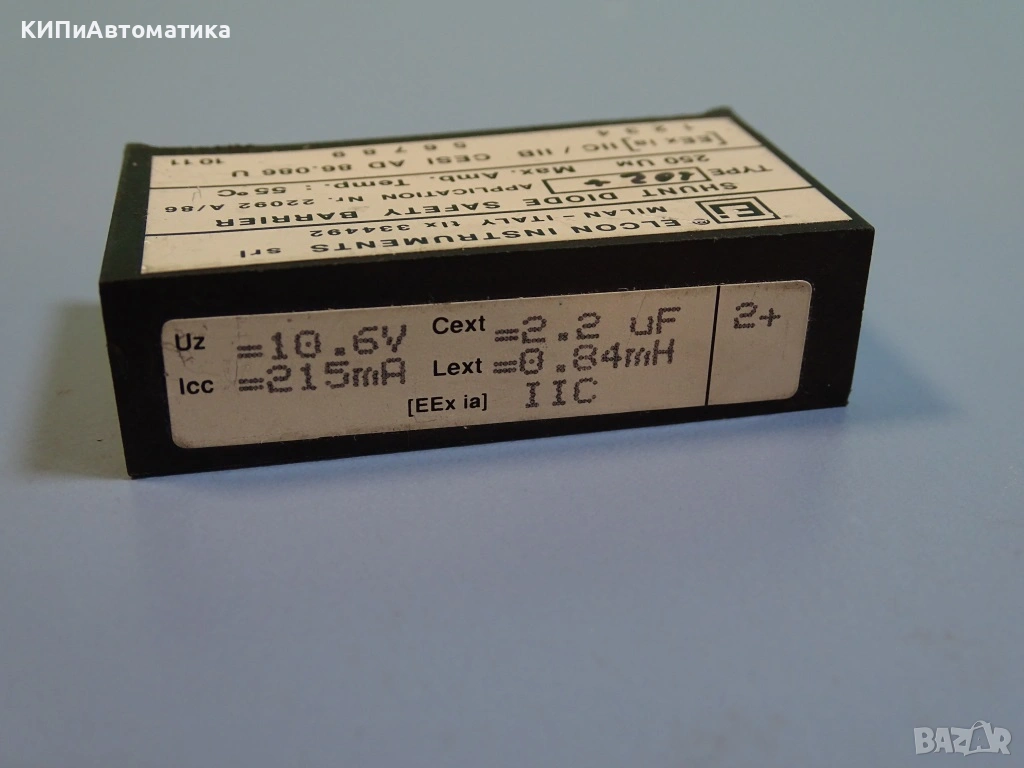 КИПиАвтоматика
Ei ® ELCON INSTRUMENTS srl
MILAN - ITALY tlx 334492
SHUNT DIODE SAFETY BARRIER
TYPE 102+ APPLICATION Nr. 22092 A/86
250 UM Max. Amb. Temp.: 55°C
[EEx ia] IIC / IIB CESI AD 86.086 U
1 2 3 4 5 6 7 8 9 1011
Uz =10.6V Cext =2.2 uF 2+
Icc =215mA Lext =0.84mH
[EEx ia] IIC
BAZAR